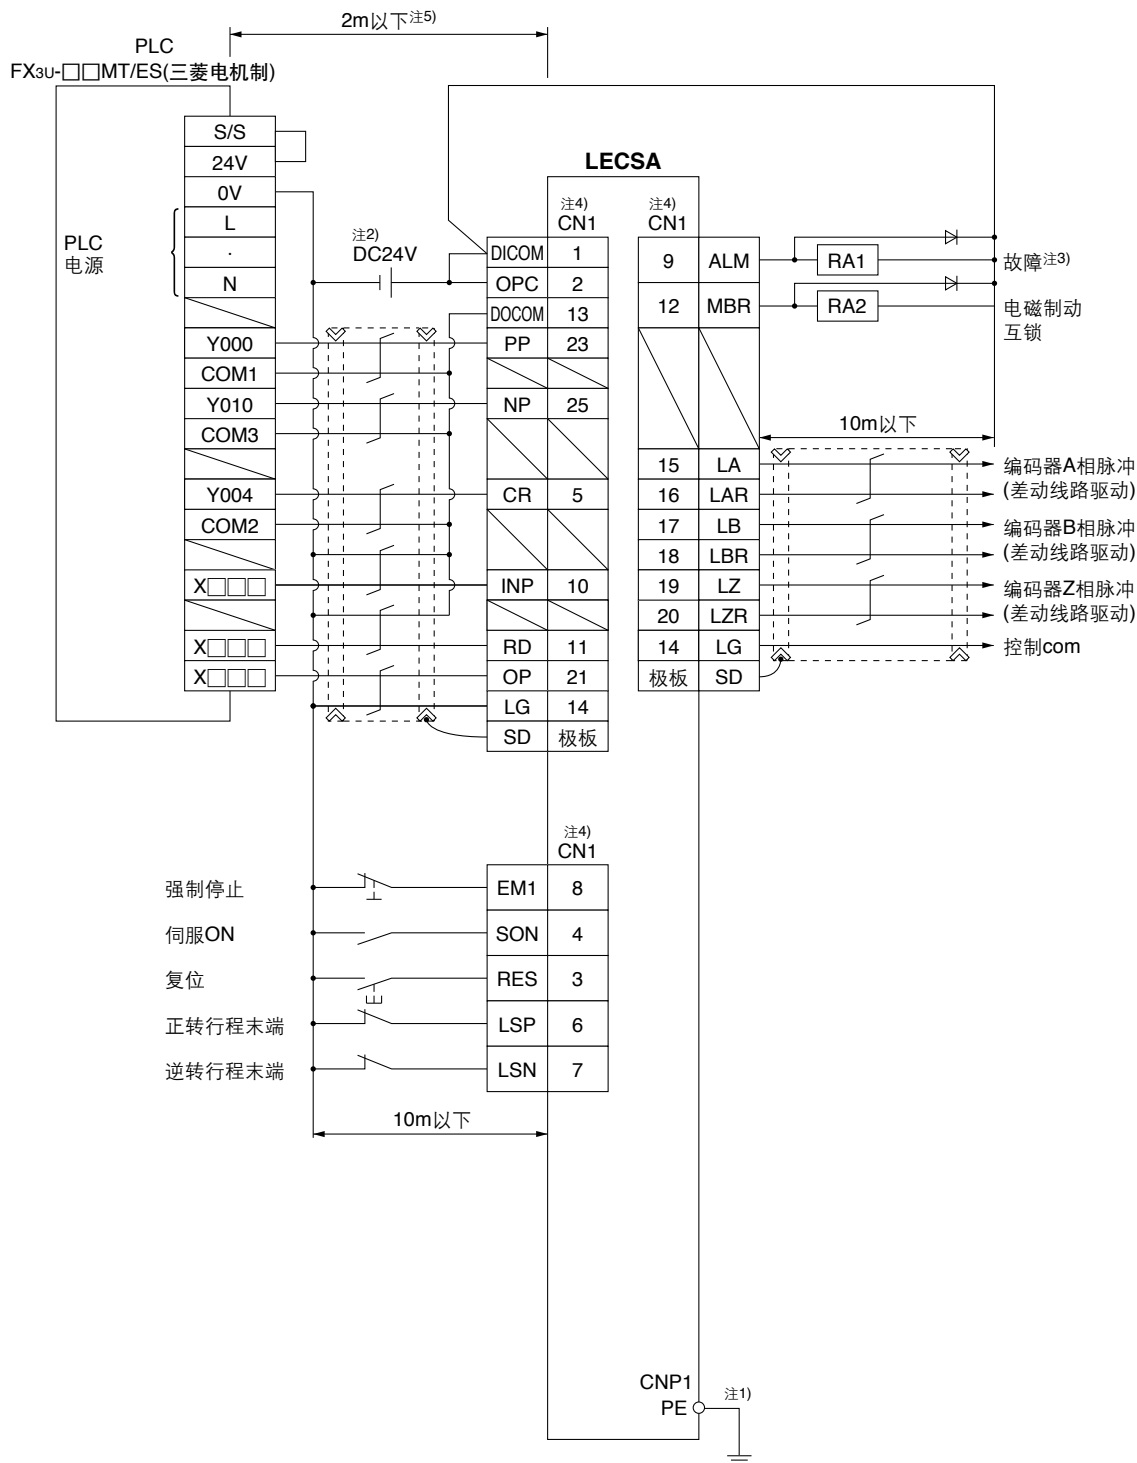 2m以下注5)
PLC
FX3U-□□MT/ES(三菱电机制)
S/S
24V
0V
L
·
N
PLC
电源
Y000
COM1
Y010
COM3
Y004
COM2
X□□□
X□□□
X□□□
注2)
DC24V
LECSA
注4)
CN1
DICOM 1
OPC 2
DOCOM 13
PP 23
NP 25
CR 5
INP 10
RD 11
OP 21
LG 14
SD 极板
注4)
CN1
9 ALM
12 MBR
15 LA
16 LAR
17 LB
18 LBR
19 LZ
20 LZR
14 LG
极板 SD
RA1
故障注3)
RA2
电磁制动
互锁
10m以下
编码器A相脉冲
(差动线路驱动)
编码器B相脉冲
(差动线路驱动)
编码器Z相脉冲
(差动线路驱动)
控制com
注4)
CN1
强制停止 EM1 8
伺服ON SON 4
复位 RES 3
正转行程末端 LSP 6
逆转行程末端 LSN 7
10m以下
CNP1
PE
注1)